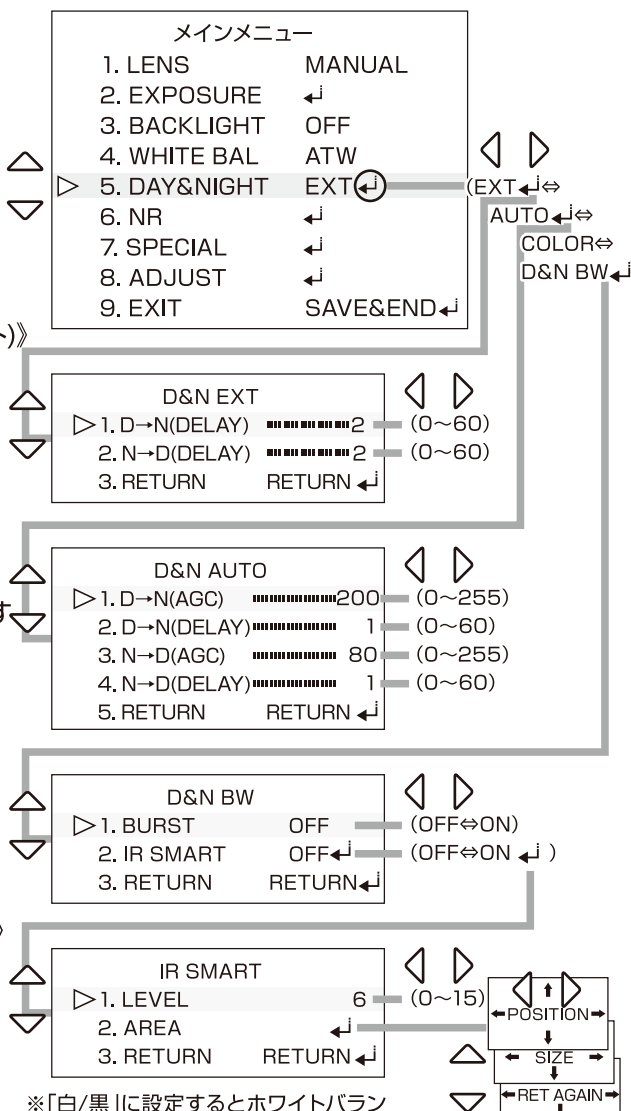 メインメニュー
1. LENS MANUAL
2. EXPOSURE ↲
3. BACKLIGHT OFF
4. WHITE BAL ATW
▷ 5. DAY&NIGHT EXT↲ (EXT↲⇔
AUTO↲⇔
COLOR⇔
D&N BW↲
6. NR ↲
7. SPECIAL ↲
8. ADJUST ↲
9. EXIT SAVE&END↲
ト)》
D&N EXT
▷1. D→N(DELAY) 2 (0～60)
2. N→D(DELAY) 2 (0～60)
3. RETURN RETURN ↲
す
D&N AUTO
▷1. D→N(AGC) 200 (0～255)
2. D→N(DELAY) 1 (0～60)
3. N→D(AGC) 80 (0～255)
4. N→D(DELAY) 1 (0～60)
5. RETURN RETURN ↲
D&N BW
▷1. BURST OFF (OFF⇔ON)
2. IR SMART OFF↲ (OFF⇔ON ↲ )
3. RETURN RETURN↲
》
IR SMART
▷1. LEVEL 6 (0～15)
2. AREA ↲
3. RETURN RETURN↲
←POSITION→
← SIZE →
←RET AGAIN→
※「白/黒」に設定するとホワイトバラン